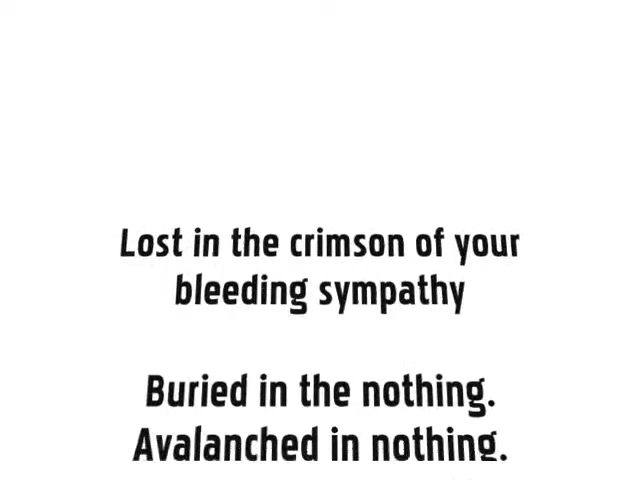 Lost in the crimson of your
bleeding sympathy
Buried in the nothing.
Avalanched in nothing.